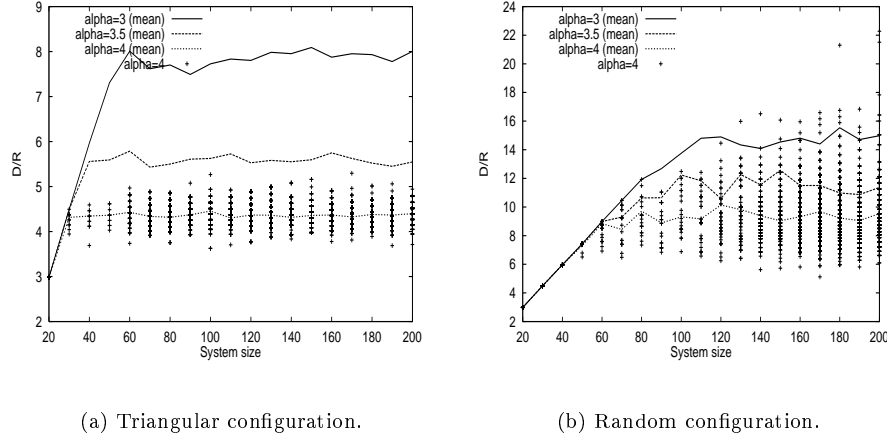 9
8
7
6
5
4
3
2
D/R
alpha=3 (mean)
alpha=3.5 (mean)
alpha=4 (mean)
alpha=4
20 40 60 80 100 120 140 160 180 200
System size
(a) Triangular configuration.
24
22
20
18
16
14
12
10
8
6
4
2
D/R
alpha=3 (mean)
alpha=3.5 (mean)
alpha=4 (mean)
alpha=4
20 40 60 80 100 120 140 160 180 200
System size
(b) Random configuration.